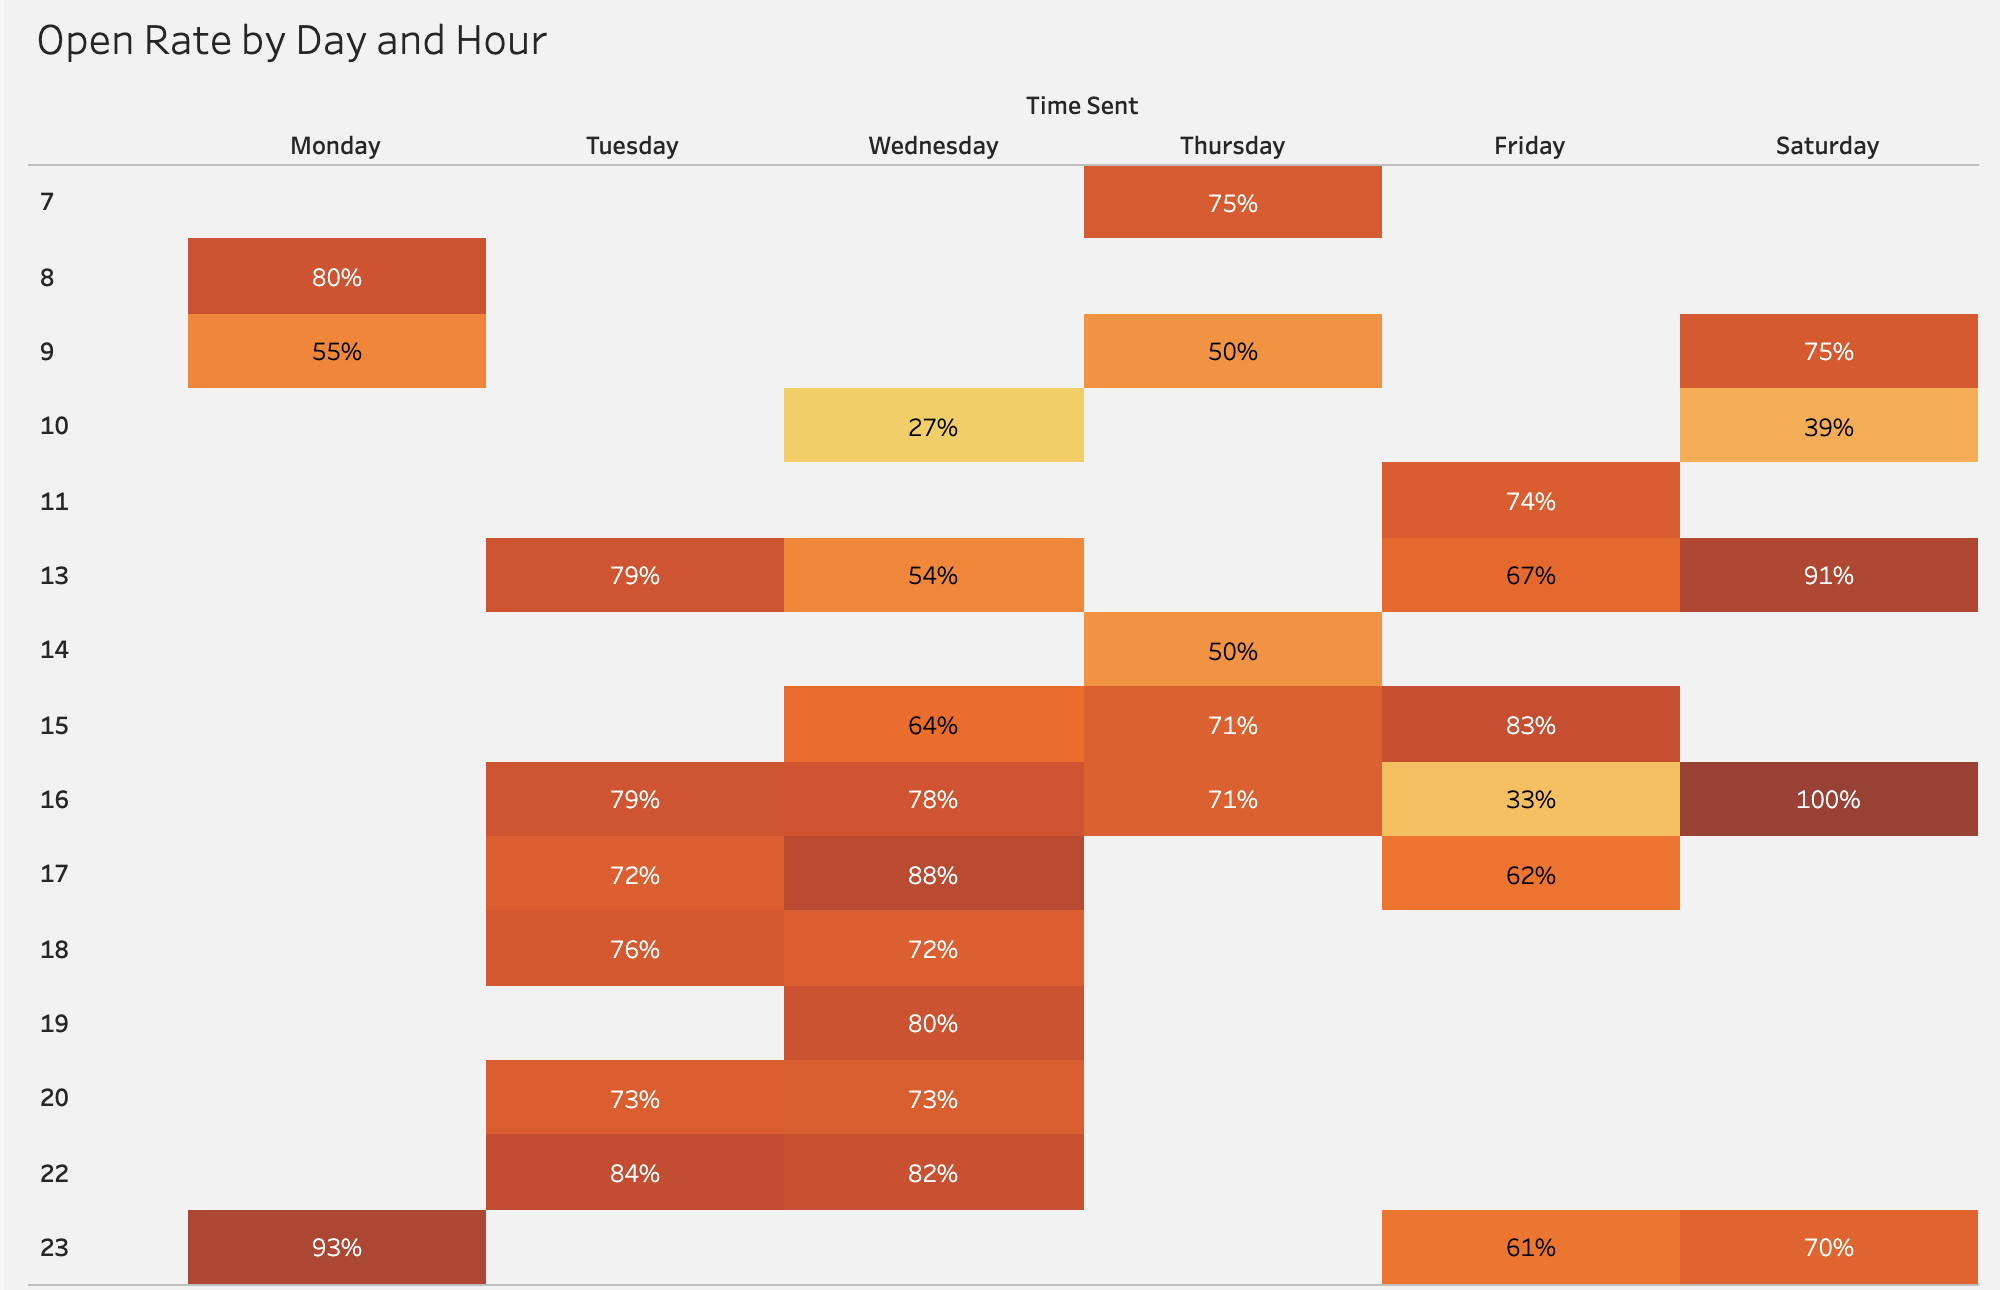 Open Rate by Day and Hour
Time Sent
Monday Tuesday Wednesday Thursday Friday Saturday
7 75%
8 80%
9 55% 50% 75%
10 27% 39%
11 74%
13 79% 54% 67% 91%
14 50%
15 64% 71% 83%
16 79% 78% 71% 33% 100%
17 72% 88% 62%
18 76% 72%
19 80%
20 73% 73%
22 84% 82%
23 93% 61% 70%